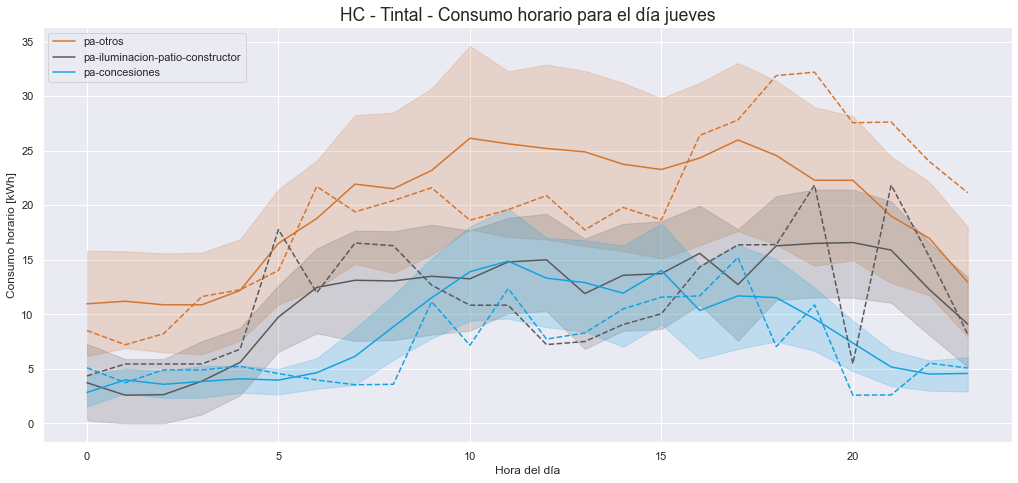 HC - Tintal - Consumo horario para el día jueves
pa-otros
pa-iluminacion-patio-constructor
pa-concesiones
Consumo horario [kWh]
35
30
25
20
15
10
5
0
0 5 10 15 20
Hora del día